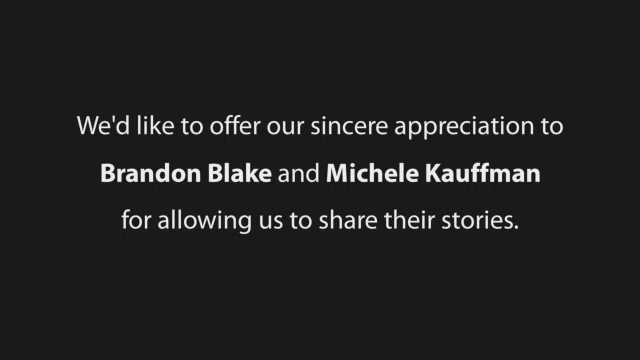 We'd like to offer our sincere appreciation to
Brandon Blake and Michele Kauffman
for allowing us to share their stories.